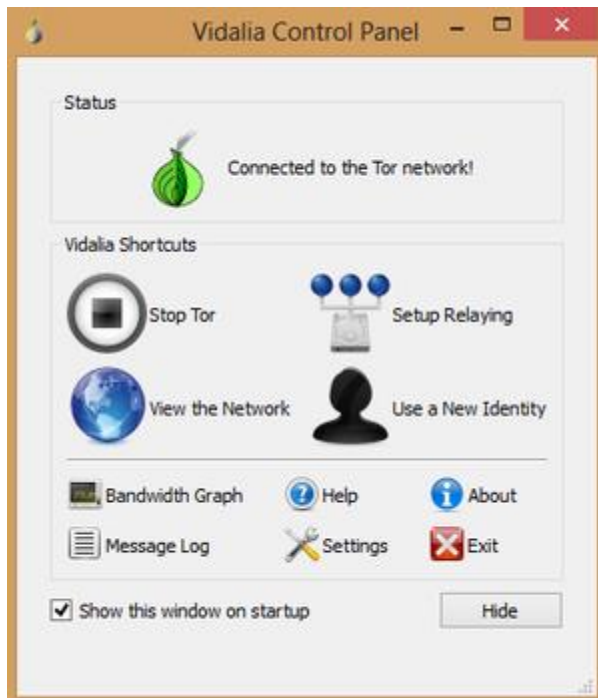 Vidalia Control Panel
Status
Connected to the Tor network!
Vidalia Shortcuts
Stop Tor
Setup Relaying
View the Network
Use a New Identity
Bandwidth Graph
Help
About
Message Log
Settings
Exit
Show this window on startup
Hide